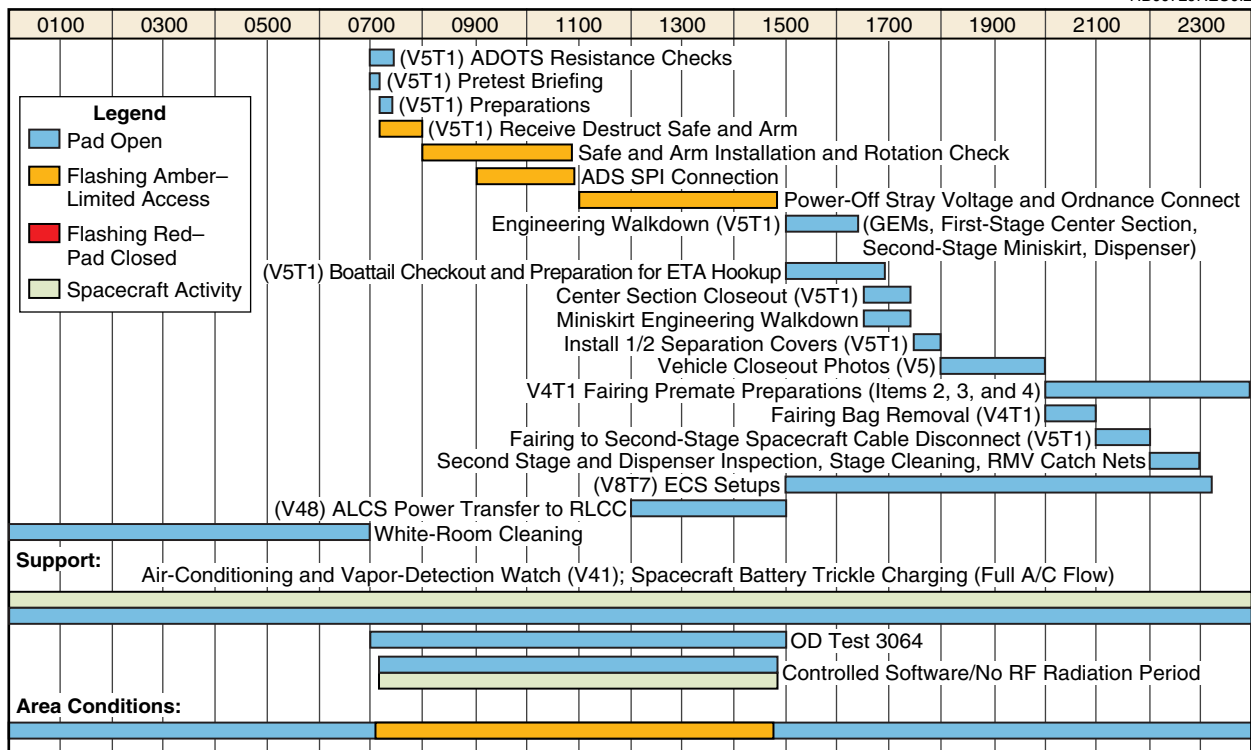 0100 0300 0500 0700 0900 1100 1300 1500 1700 1900 2100 2300
(V5T1) ADOTS Resistance Checks
(V5T1) Pretest Briefing
(V5T1) Preparations
(V5T1) Receive Destruct Safe and Arm
Safe and Arm Installation and Rotation Check
ADS SPI Connection
Power-Off Stray Voltage and Ordnance Connect
Legend
Pad Open
Flashing Amber–
Limited Access
Flashing Red–
Pad Closed
Spacecraft Activity
Engineering Walkdown (V5T1)
(GEMs, First-Stage Center Section,
Second-Stage Miniskirt, Dispenser)
(V5T1) Boattail Checkout and Preparation for ETA Hookup
Center Section Closeout (V5T1)
Miniskirt Engineering Walkdown
Install 1/2 Separation Covers (V5T1)
Vehicle Closeout Photos (V5)
V4T1 Fairing Premate Preparations (Items 2, 3, and 4)
Fairing Bag Removal (V4T1)
Fairing to Second-Stage Spacecraft Cable Disconnect (V5T1)
Second Stage and Dispenser Inspection, Stage Cleaning, RMV Catch Nets
(V8T7) ECS Setups
(V48) ALCS Power Transfer to RLCC
White-Room Cleaning
Support:
Air-Conditioning and Vapor-Detection Watch (V41); Spacecraft Battery Trickle Charging (Full A/C Flow)
OD Test 3064
Controlled Software/No RF Radiation Period
Area Conditions: